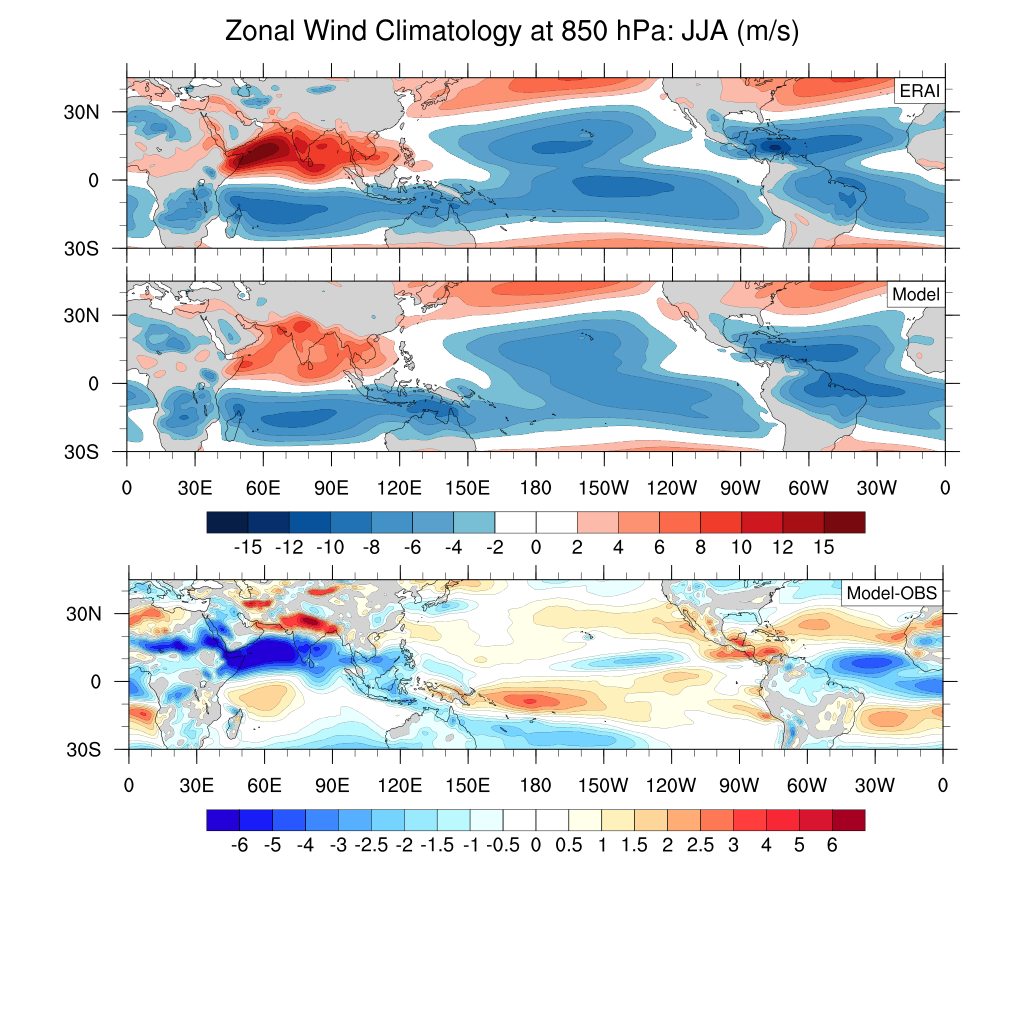 Zonal Wind Climatology at 850 hPa: JJA (m/s)
ERAI
30N
0
30S
Model
30N
0
30S
0 30E 60E 90E 120E 150E 180 150W 120W 90W 60W 30W 0
-15 -12 -10 -8 -6 -4 -2 0 2 4 6 8 10 12 15
Model-OBS
30N
0
30S
0 30E 60E 90E 120E 150E 180 150W 120W 90W 60W 30W 0
-6 -5 -4 -3 -2.5 -2 -1.5 -1 -0.5 0 0.5 1 1.5 2 2.5 3 4 5 6